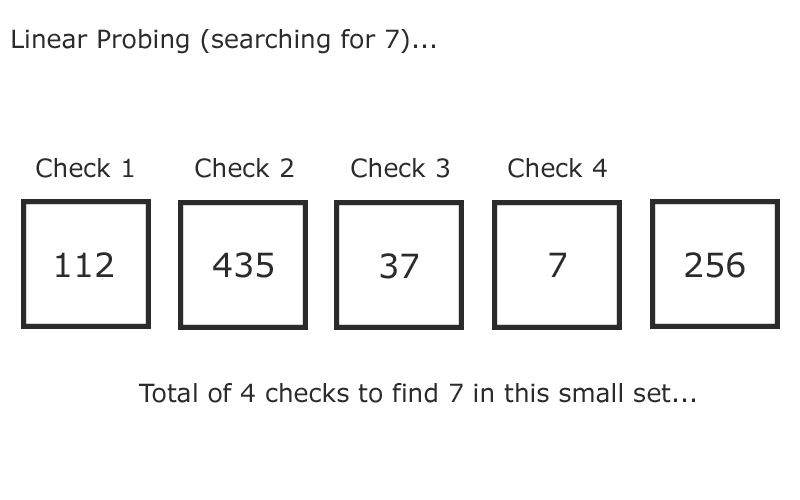 Linear Probing (searching for 7)...
Check 1 Check 2 Check 3 Check 4
112 435 37 7 256
Total of 4 checks to find 7 in this small set...